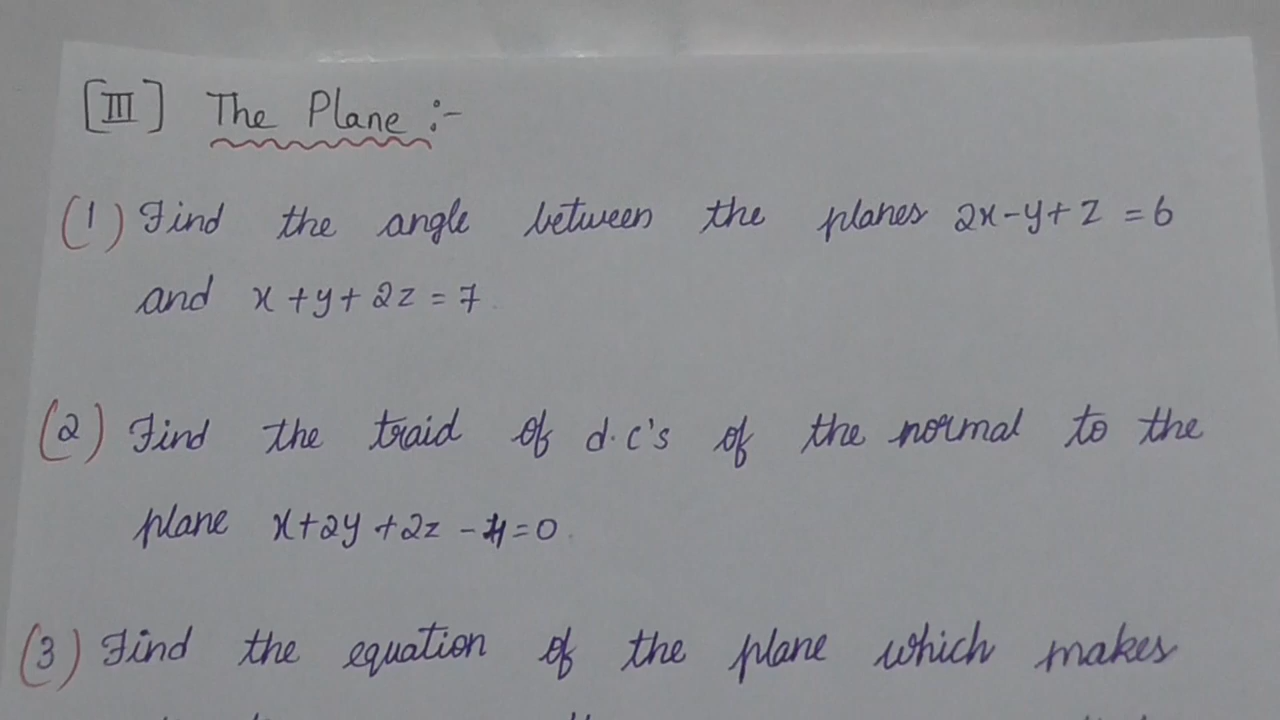 [III] The Plane :-
(1) Find the angle between the planes 2x-y+z = 6
and x+y+2z = 7.
(2) Find the traid of d.c's of the normal to the
plane x+2y+2z-4=0.
(3) Find the equation of the plane which makes